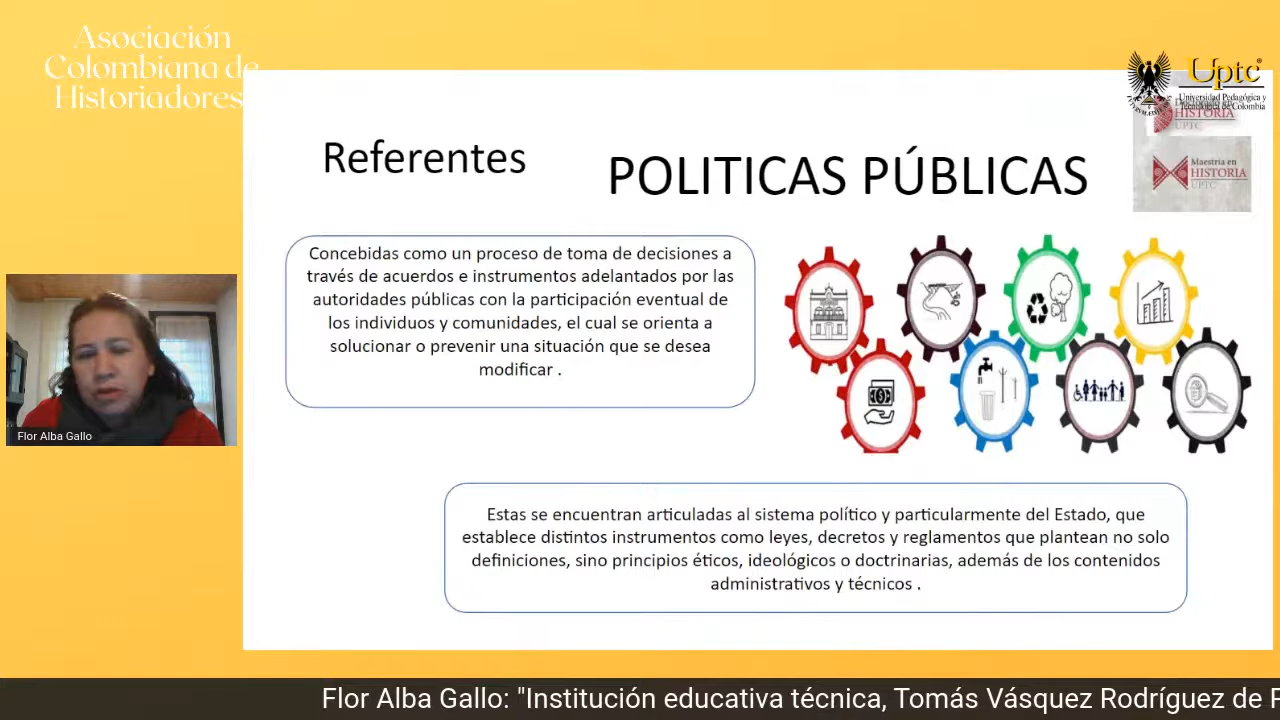 Asociación
Colombiana de
Historiadores
Uptc
Universidad Pedagógica y
Tecnológica de Colombia
HISTORIA
UPTC
Maestría en
HISTORIA
UPTC
Referentes
POLITICAS PÚBLICAS
Concebidas como un proceso de toma de decisiones a
través de acuerdos e instrumentos adelantados por las
autoridades públicas con la participación eventual de
los individuos y comunidades, el cual se orienta a
solucionar o prevenir una situación que se desea
modificar .
Flor Alba Gallo
Estas se encuentran articuladas al sistema político y particularmente del Estado, que
establece distintos instrumentos como leyes, decretos y reglamentos que plantean no solo
definiciones, sino principios éticos, ideológicos o doctrinarias, además de los contenidos
administrativos y técnicos .
Flor Alba Gallo: "Institución educativa técnica, Tomás Vásquez Rodríguez de